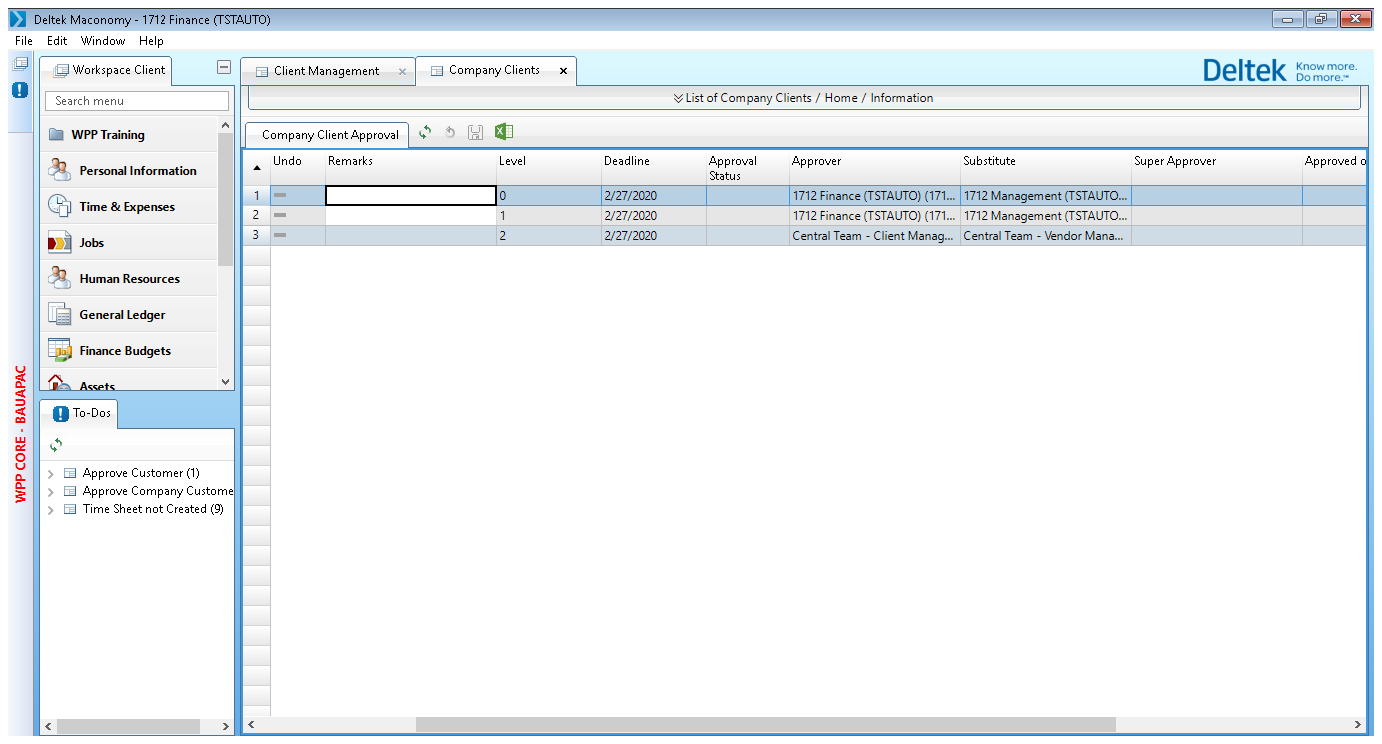 Deltek Maconomy - 1712 Finance (TSTAUTO)
File Edit Window Help
Workspace Client
Client Management
Company Clients
Deltek Know more. Do more.™
Search menu
List of Company Clients / Home / Information
WPP Training
Personal Information
Time & Expenses
Jobs
Human Resources
General Ledger
Finance Budgets
Assets
Company Client Approval
Undo Remarks Level Deadline Approval Status Approver Substitute Super Approver Approved o
1 0 2/27/2020 1712 Finance (TSTAUTO) (171... 1712 Management (TSTAUTO...
2 1 2/27/2020 1712 Finance (TSTAUTO) (171... 1712 Management (TSTAUTO...
3 2 2/27/2020 Central Team - Client Manag... Central Team - Vendor Mana...
To-Dos
Approve Customer (1)
Approve Company Custome
Time Sheet not Created (9)
WPP CORE - BAUAPAC